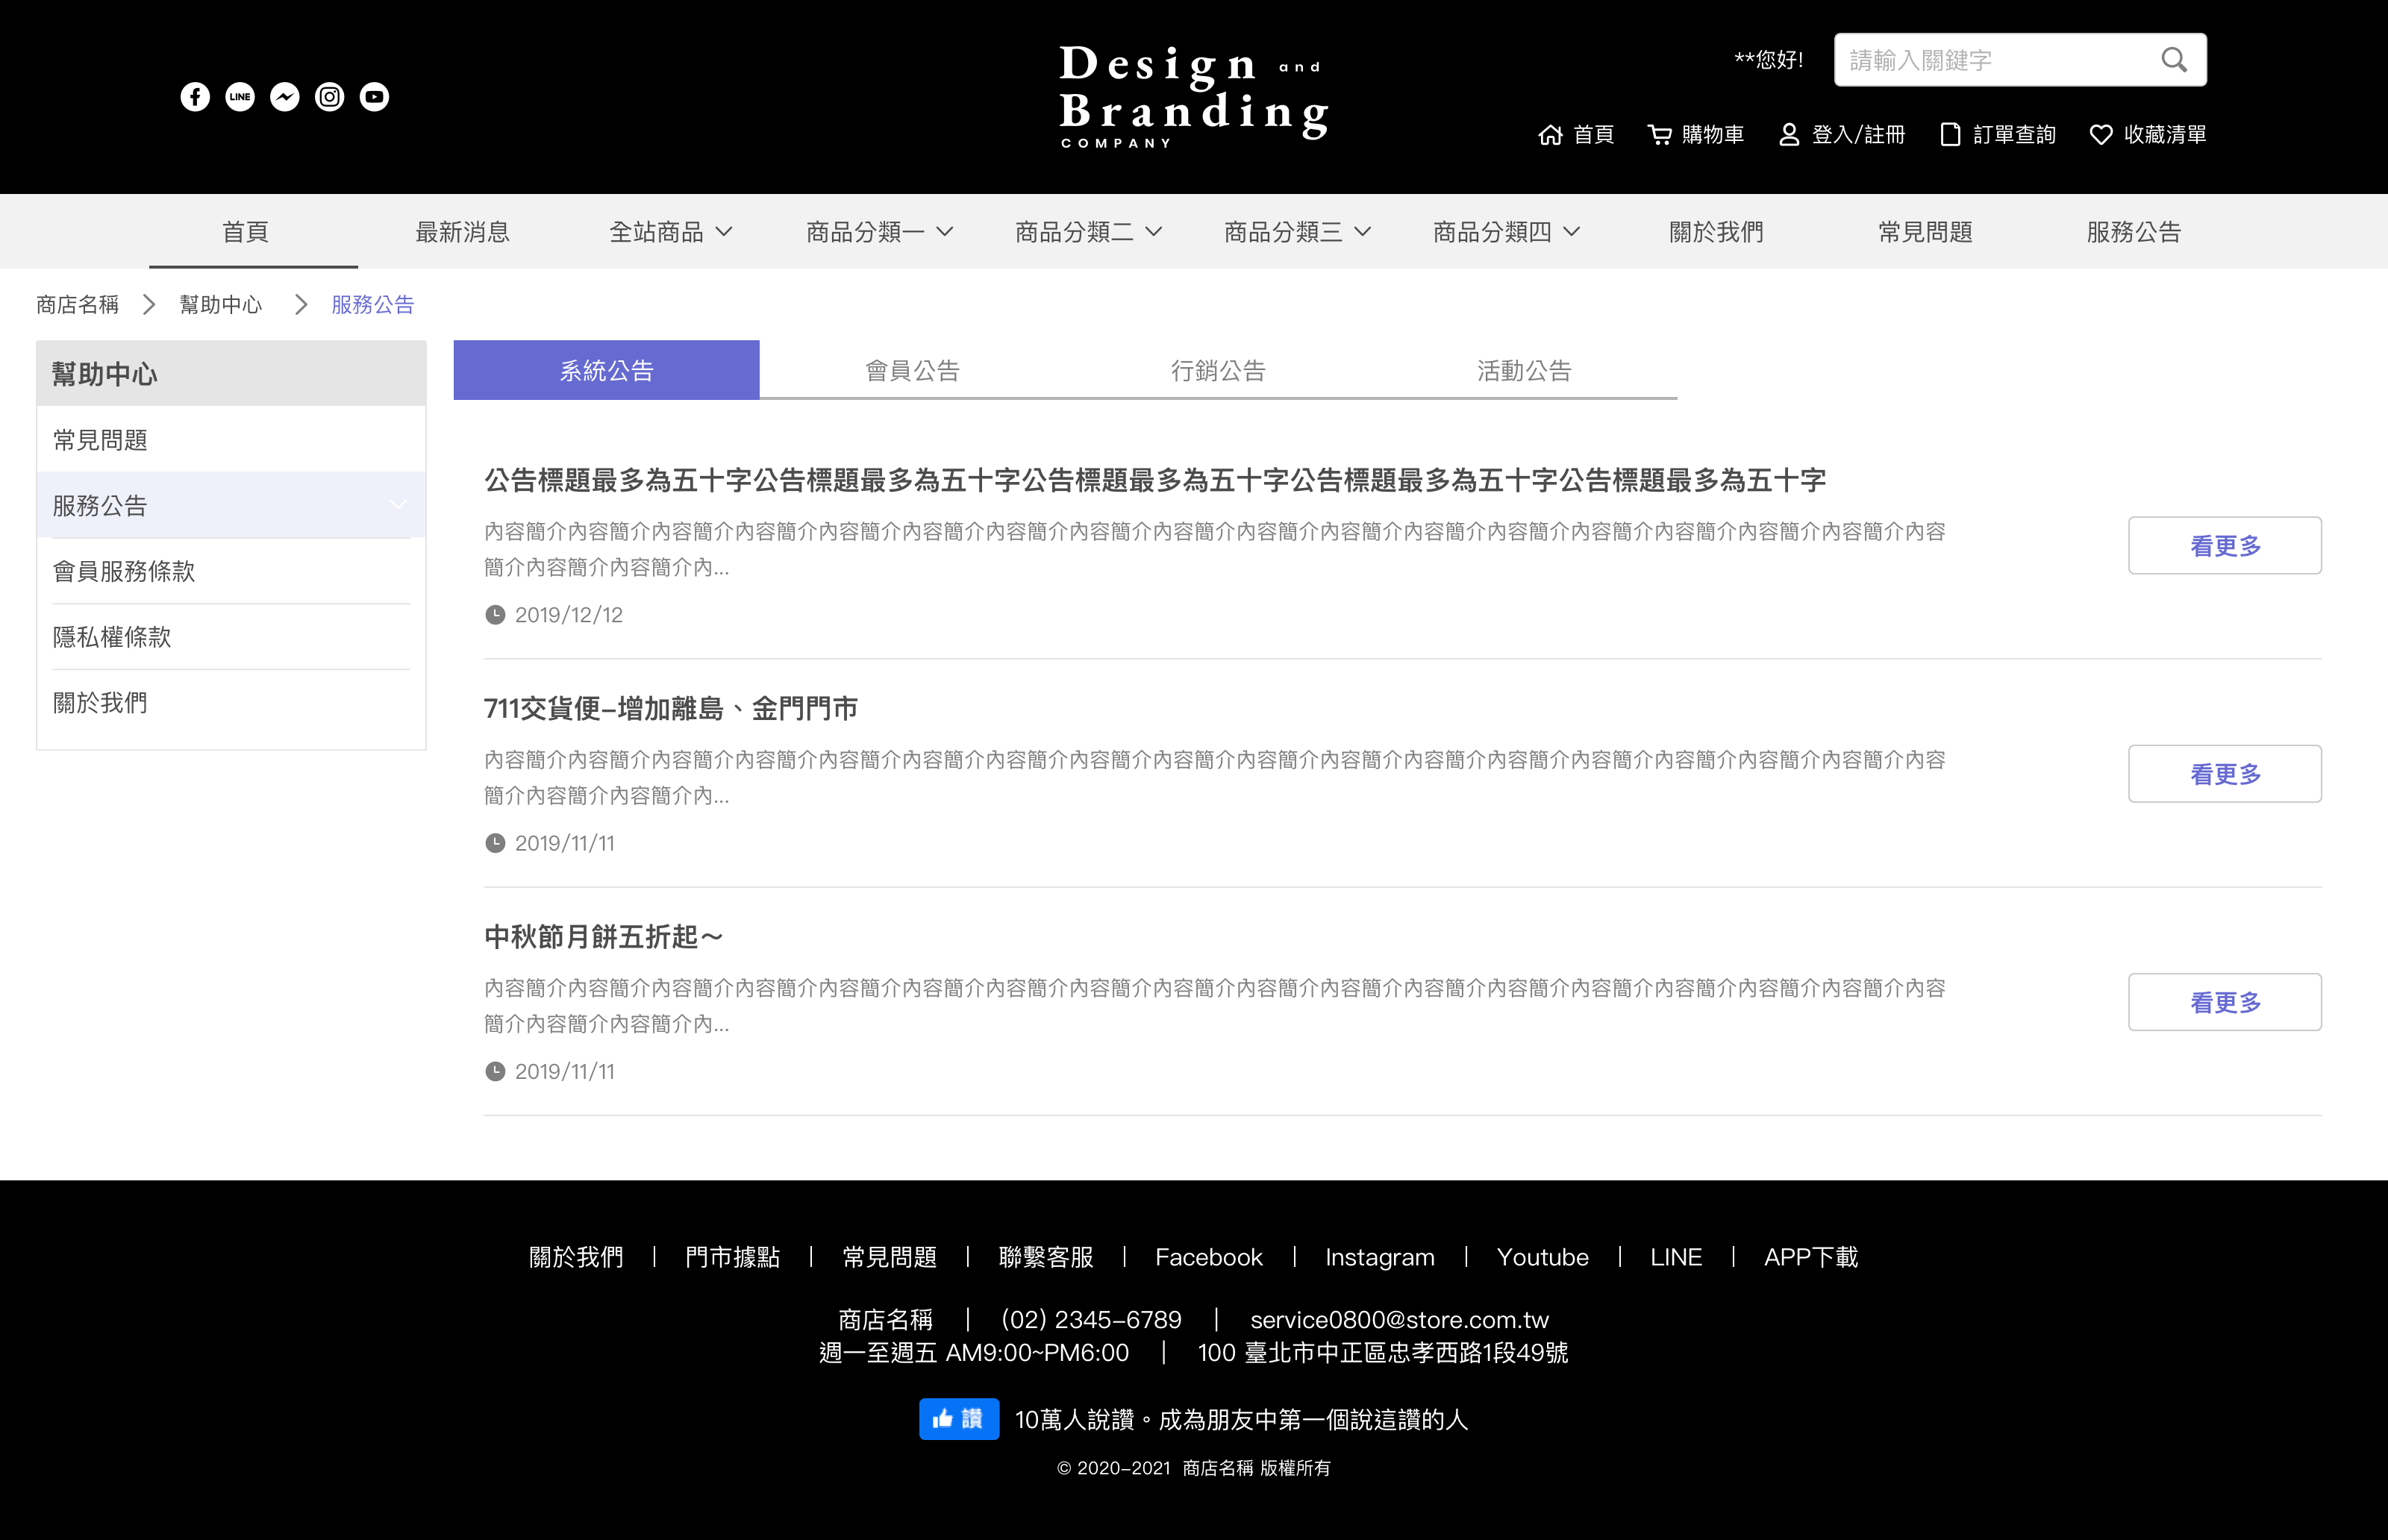 Design and
Branding
COMPANY
**您好!
請輸入關鍵字
LINE
首頁 購物車 登入/註冊 訂單查詢 收藏清單
首頁 最新消息 全站商品 商品分類一 商品分類二 商品分類三 商品分類四 關於我們 常見問題 服務公告
商店名稱 幫助中心 服務公告
幫助中心
常見問題
服務公告
會員服務條款
隱私權條款
關於我們
系統公告 會員公告 行銷公告 活動公告
公告標題最多為五十字公告標題最多為五十字公告標題最多為五十字公告標題最多為五十字公告標題最多為五十字
內容簡介內容簡介內容簡介內容簡介內容簡介內容簡介內容簡介內容簡介內容簡介內容簡介內容簡介內容簡介內容簡介內容簡介內容簡介內容簡介內容簡介內容
簡介內容簡介內容簡介內...
2019/12/12
看更多
711交貨便-增加離島、金門門市
內容簡介內容簡介內容簡介內容簡介內容簡介內容簡介內容簡介內容簡介內容簡介內容簡介內容簡介內容簡介內容簡介內容簡介內容簡介內容簡介內容簡介內容
簡介內容簡介內容簡介內...
2019/11/11
看更多
中秋節月餅五折起～
內容簡介內容簡介內容簡介內容簡介內容簡介內容簡介內容簡介內容簡介內容簡介內容簡介內容簡介內容簡介內容簡介內容簡介內容簡介內容簡介內容簡介內容
簡介內容簡介內容簡介內...
2019/11/11
看更多
關於我們 | 門市據點 | 常見問題 | 聯繫客服 | Facebook | Instagram | Youtube | LINE | APP下載
商店名稱 | (02) 2345-6789 | service0800@store.com.tw
週一至週五 AM9:00~PM6:00 | 100 臺北市中正區忠孝西路1段49號
讚 10萬人說讚。成為朋友中第一個說這讚的人
© 2020-2021 商店名稱 版權所有